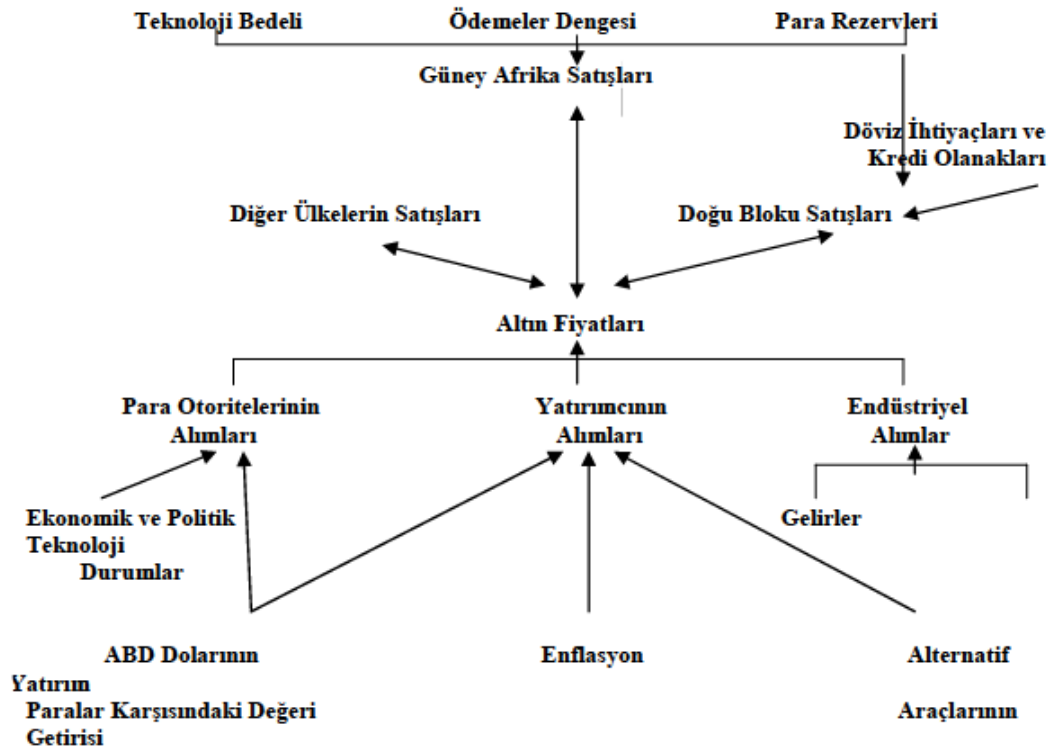 Teknoloji Bedeli Ödemeler Dengesi Para Rezervleri
Güney Afrika Satışları
Döviz İhtiyaçları ve
Kredi Olanakları
Diğer Ülkelerin Satışları Doğu Bloku Satışları
Altın Fiyatları
Para Otoritelerinin Yatırımcının Endüstriyel
Alımları Alımları Alımlar
Ekonomik ve Politik Gelirler
Teknoloji
Durumlar
ABD Dolarının Enflasyon Alternatif
Yatırım
Paralar Karşısındaki Değeri Araçlarının
Getirisi